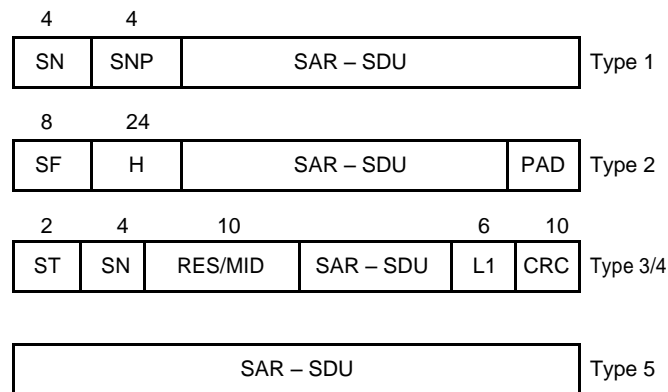 4 4
SN SNP SAR – SDU Type 1
8 24
SF H SAR – SDU PAD Type 2
2 4 10 6 10
ST SN RES/MID SAR – SDU L1 CRC Type 3/4
SAR – SDU Type 5